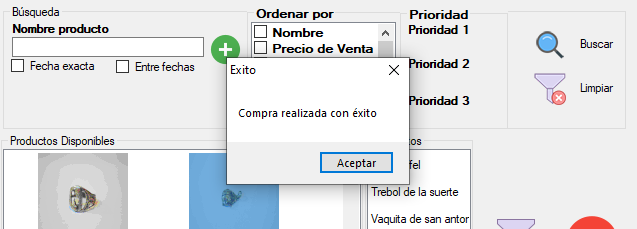 Búsqueda
Nombre producto
Fecha exacta
Entre fechas
Ordenar por
Nombre
Precio de Venta
Prioridad
Prioridad 1
Prioridad 2
Prioridad 3
Buscar
Limpiar
Exito
Compra realizada con éxito
Aceptar
Productos Disponibles
Trebol de la suerte
Vaquita de san antor